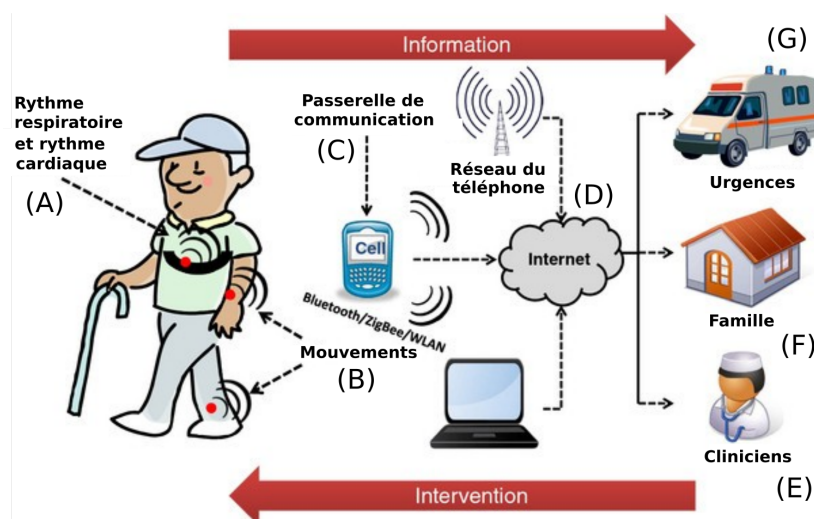 Information
(G)
Rythme
respiratoire
et rythme
cardiaque
(A)
Passerelle de
communication
(C)
Réseau du
téléphone
(D)
Urgences
Cell
Internet
Bluetooth/ZigBee/WLAN
Mouvements
(B)
Famille
(F)
Cliniciens
(E)
Intervention